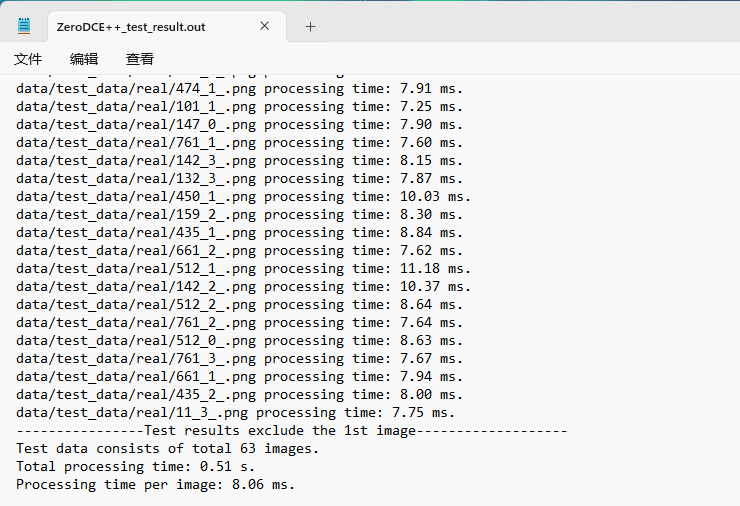 ZeroDCE++_test_result.out
文件 编辑 查看
data/test_data/real/474_1_.png processing time: 7.91 ms.
data/test_data/real/101_1_.png processing time: 7.25 ms.
data/test_data/real/147_0_.png processing time: 7.90 ms.
data/test_data/real/761_1_.png processing time: 7.60 ms.
data/test_data/real/142_3_.png processing time: 8.15 ms.
data/test_data/real/132_3_.png processing time: 7.87 ms.
data/test_data/real/450_1_.png processing time: 10.03 ms.
data/test_data/real/159_2_.png processing time: 8.30 ms.
data/test_data/real/435_1_.png processing time: 8.84 ms.
data/test_data/real/661_2_.png processing time: 7.62 ms.
data/test_data/real/512_1_.png processing time: 11.18 ms.
data/test_data/real/142_2_.png processing time: 10.37 ms.
data/test_data/real/512_2_.png processing time: 8.64 ms.
data/test_data/real/761_2_.png processing time: 7.64 ms.
data/test_data/real/512_0_.png processing time: 8.63 ms.
data/test_data/real/761_3_.png processing time: 7.67 ms.
data/test_data/real/661_1_.png processing time: 7.94 ms.
data/test_data/real/435_2_.png processing time: 8.00 ms.
data/test_data/real/11_3_.png processing time: 7.75 ms.
----------------Test results exclude the 1st image-------------------
Test data consists of total 63 images.
Total processing time: 0.51 s.
Processing time per image: 8.06 ms.